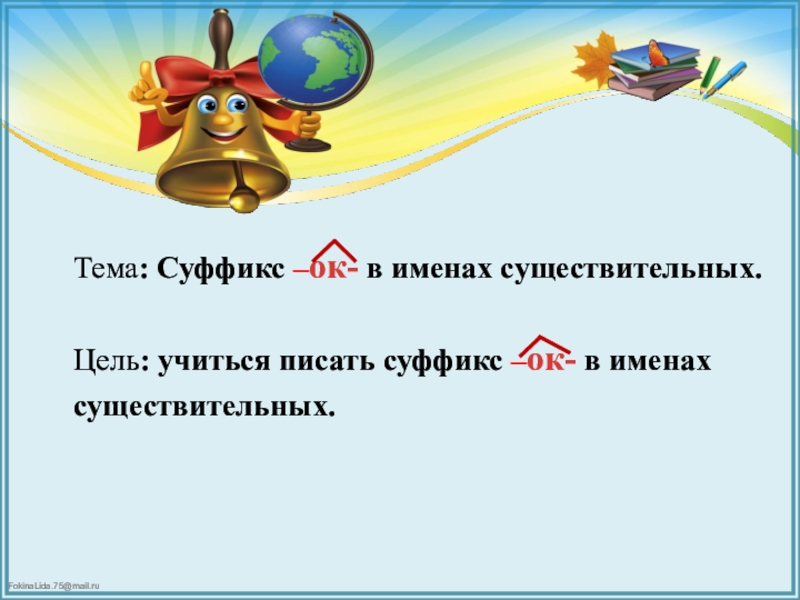 Тема: Суффикс –ок- в именах существительных.
Цель: учиться писать суффикс –ок- в именах
существительных.
FokinaLida.75@mail.ru